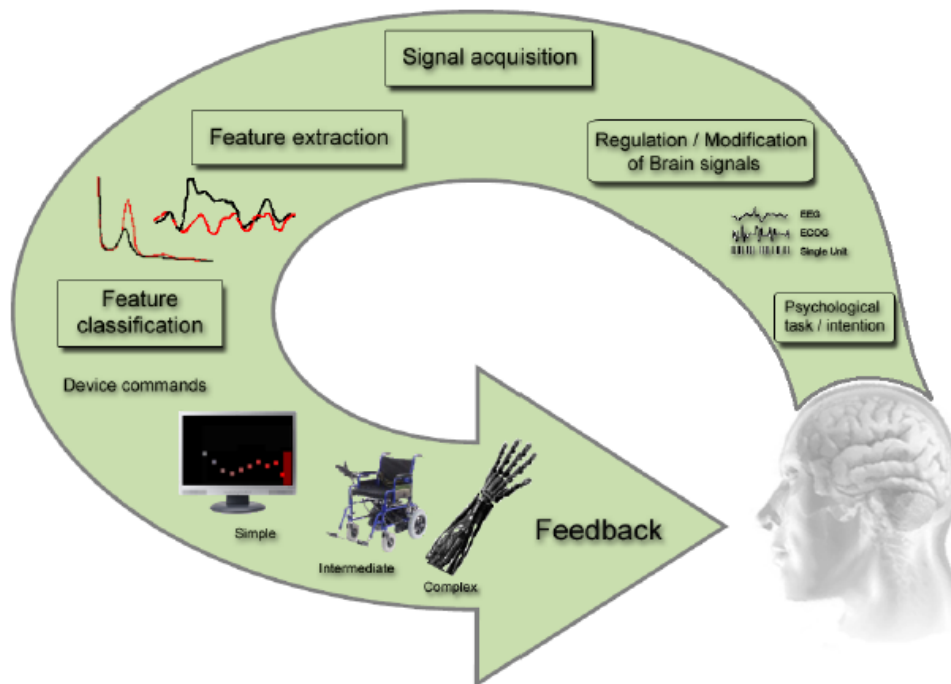 Signal acquisition
Feature extraction
Regulation / Modification
of Brain signals
EEG
ECOG
Single Unit
Psychological
task / intention
Feature
classification
Device commands
Simple
Intermediate
Complex
Feedback